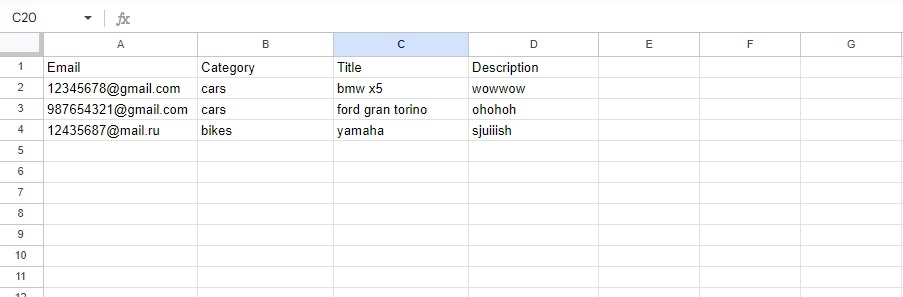 C20 fx
A B C D E F G
1 Email Category Title Description
2 12345678@gmail.com cars bmw x5 wowwow
3 987654321@gmail.com cars ford gran torino ohohoh
4 12435687@mail.ru bikes yamaha sjuiiish
5
6
7
8
9
10
11
12